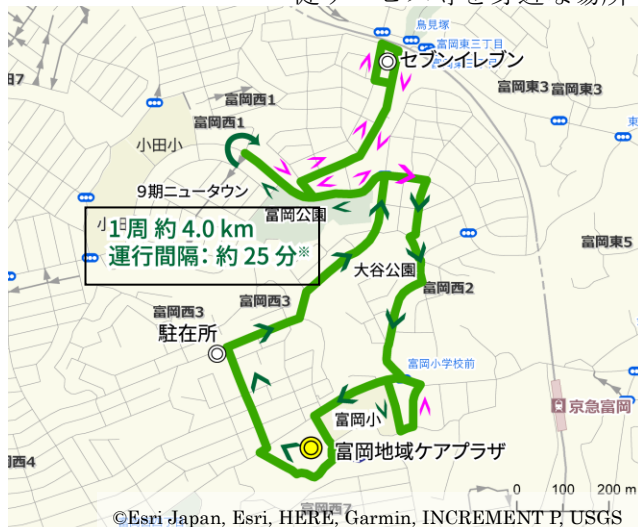 鳥見塚
富岡東三丁目
セブンイレブン
富岡西1
富岡東3
富岡東3
小田小
富岡西1
9期ニュータウン
富岡公園
1周 約 4.0 km
運行間隔: 約 25 分※
富岡東5
大谷公園
富岡西2
富岡西3
富岡西3
駐在所
富岡小学校前
京急富岡
富岡小
富岡地域ケアプラザ
岡西4
0 100 200 m
富岡西7
©Esri Japan, Esri, HERE, Garmin, INCREMENT P, USGS